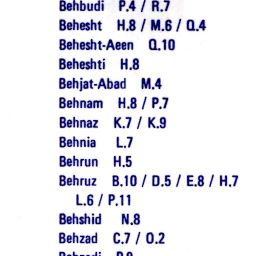 Behbudi P.4 / R.7
Behesht H.8 / M.6 / Q.4
Behesht-Aeen Q.10
Beheshti H.8
Behjat-Abad M.4
Behnam H.8 / P.7
Behnaz K.7 / K.9
Behnia L.7
Behrun H.5
Behruz B.10 / D.5 / E.8 / H.7
L.6 / P.11
Behshid N.8
Behzad C.7 / O.2